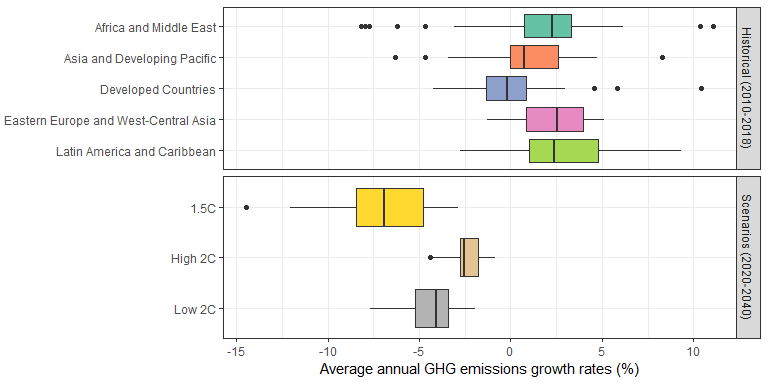 Africa and Middle East
Asia and Developing Pacific
Developed Countries
Eastern Europe and West-Central Asia
Latin America and Caribbean
Historical (2010-2018)
1.5C
High 2C
Low 2C
Scenarios (2020-2040)
-15 -10 -5 0 5 10
Average annual GHG emissions growth rates (%)